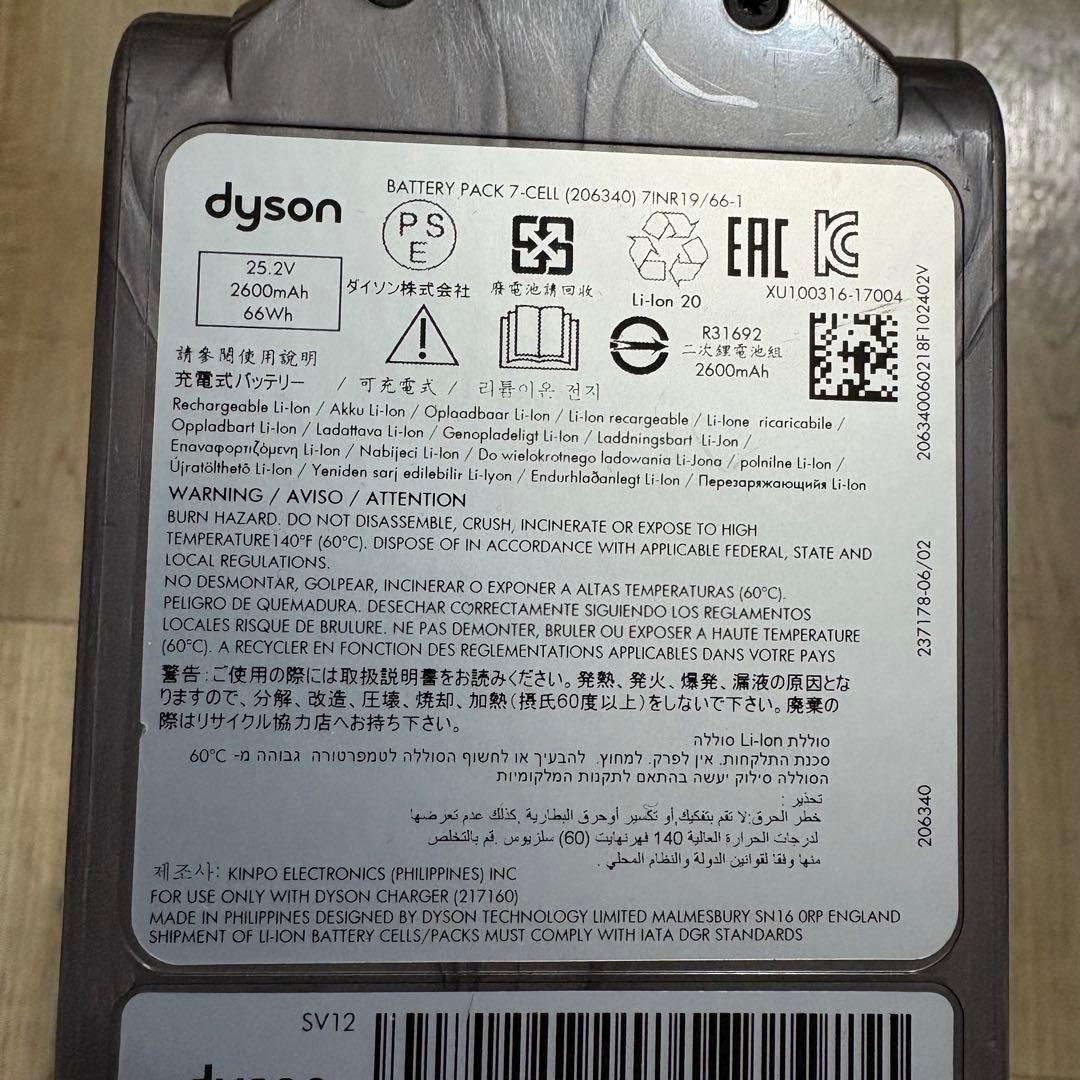 dyson
BATTERY PACK 7-CELL (206340) 7INR19/66-1
PS
E
ダイソン株式会社
廢電池請回收
Li-Ion 20
EAC
XU100316-17004
25.2V
2600mAh
66Wh
R31692
二次鋰電池組
2600mAh
請參閱使用說明
充電式バッテリー / 可充電式 / 리튬이온 전지
Rechargeable Li-Ion / Akku Li-Ion / Oplaadbaar Li-Ion / Li-Ion recargeable / Li-Ione ricaricabile /
Oppladbart Li-Ion / Ladattava Li-Ion / Genopladeligt Li-Ion / Laddningsbart Li-Jon /
Επαναφορτιζόμενη Li-Ion / Nabijeci Li-Ion / Do wielokrotnego ladowania Li-Jona / polnilne Li-Ion /
Újratölthető Li-Ion / Yeniden sarj edilebilir Li-Iyon / Endurhlaðanlegt Li-Ion / Перезаряжающийя Li-Ion
WARNING / AVISO / ATTENTION
BURN HAZARD. DO NOT DISASSEMBLE, CRUSH, INCINERATE OR EXPOSE TO HIGH
TEMPERATURE140°F (60°C). DISPOSE OF IN ACCORDANCE WITH APPLICABLE FEDERAL, STATE AND
LOCAL REGULATIONS.
NO DESMONTAR, GOLPEAR, INCINERAR O EXPONER A ALTAS TEMPERATURAS (60°C).
PELIGRO DE QUEMADURA. DESECHAR CORRECTAMENTE SIGUIENDO LOS REGLAMENTOS
LOCALES RISQUE DE BRULURE. NE PAS DEMONTER, BRULER OU EXPOSER A HAUTE TEMPERATURE
(60°C). A RECYCLER EN FONCTION DES REGLEMENTATIONS APPLICABLES DANS VOTRE PAYS
警告:ご使用の際には取扱説明書をお読みください。発熱、発火、爆発、漏液の原因とな
りますので、分解、改造、圧壊、焼却、加熱(摂氏60度以上)をしないで下さい。廃棄の
際はリサイクル協力店へお持ち下さい。
סוללת Li-Ion סוללה
סכנת התלקחות. אין לפרק. למחוץ. להבעיך או לחשוף הסוללה לטמפרטורה גבוהה מ- 60°C
הסוללה סילוק יעשה בהתאם לתקנות המלקומיות
تحذير :
خطر الحرق:لا تقم بتفكيك,أو تكسير أوحرق البطارية .كذلك عدم تعرضها
لدرجات الحرارة العالية 140 فهرنهايت (60) سلزيوس .قم بالتخلص
منها وفقا لقوانين الدولة والنظام المحلي .
제조사: KINPO ELECTRONICS (PHILIPPINES) INC
FOR USE ONLY WITH DYSON CHARGER (217160)
MADE IN PHILIPPINES DESIGNED BY DYSON TECHNOLOGY LIMITED MALMESBURY SN16 0RP ENGLAND
SHIPMENT OF LI-ION BATTERY CELLS/PACKS MUST COMPLY WITH IATA DGR STANDARDS
206340060218F102402V
237178-06/02
206340
SV12
dyson